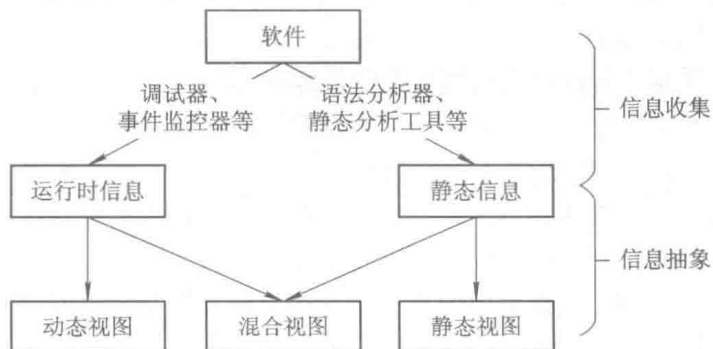 软件
调试器、
事件监控器等
语法分析器、
静态分析工具等
信息收集
运行时信息
静态信息
信息抽象
动态视图
混合视图
静态视图